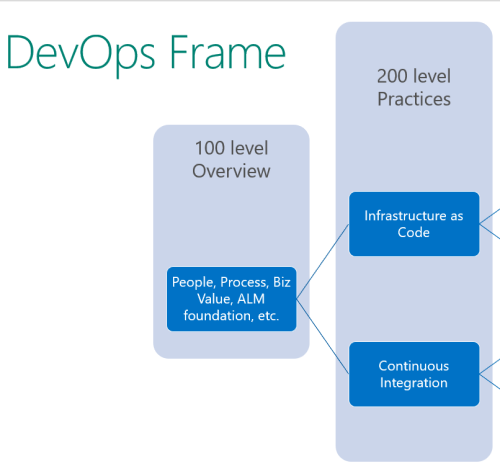 DevOps Frame
200 level
Practices
100 level
Overview
Infrastructure as
Code
People, Process, Biz
Value, ALM
foundation, etc.
Continuous
Integration